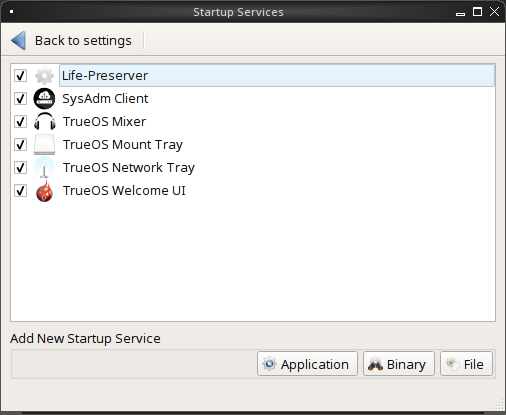 Startup Services
Back to settings
Life-Preserver
SysAdm Client
TrueOS Mixer
TrueOS Mount Tray
TrueOS Network Tray
TrueOS Welcome UI
Add New Startup Service
Application Binary File